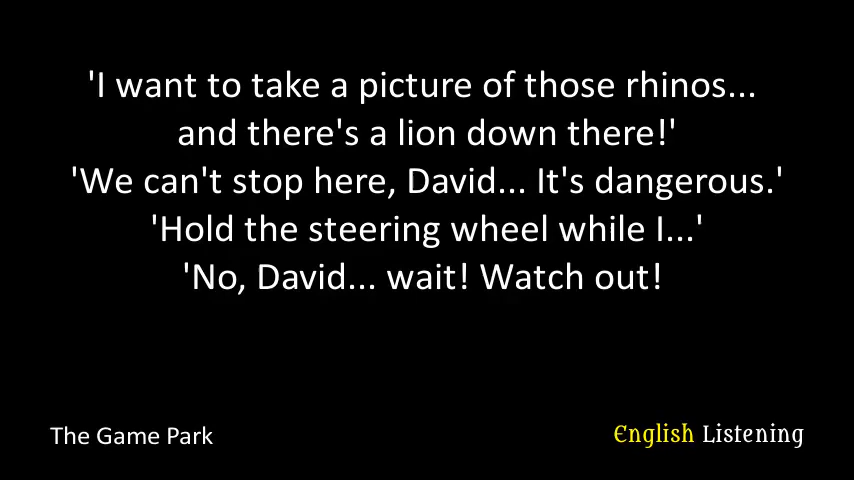 'I want to take a picture of those rhinos...
and there's a lion down there!'
'We can't stop here, David... It's dangerous.'
'Hold the steering wheel while I...'
'No, David... wait! Watch out!
The Game Park
English Listening